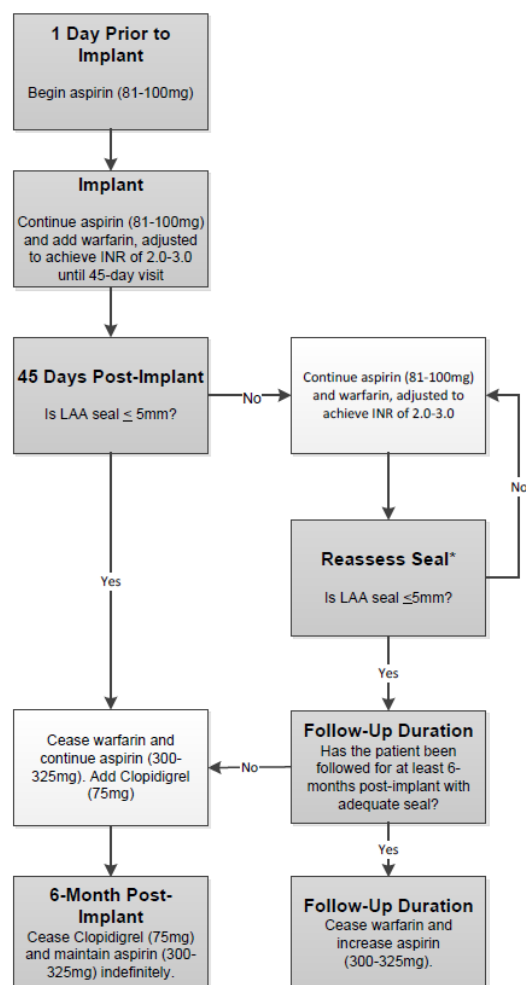 1 Day Prior to
Implant
Begin aspirin (81-100mg)
Implant
Continue aspirin (81-100mg)
and add warfarin, adjusted
to achieve INR of 2.0-3.0
until 45-day visit
45 Days Post-Implant
Is LAA seal ≤ 5mm?
No
Continue aspirin (81-100mg)
and warfarin, adjusted to
achieve INR of 2.0-3.0
No
Reassess Seal*
Is LAA seal ≤5mm?
Yes
Yes
Cease warfarin and
continue aspirin (300-
325mg). Add Clopidigrel
(75mg)
No
Follow-Up Duration
Has the patient been
followed for at least 6-
months post-implant with
adequate seal?
Yes
6-Month Post-
Implant
Cease Clopidigrel (75mg)
and maintain aspirin (300-
325mg) indefinitely.
Follow-Up Duration
Cease warfarin and
increase aspirin
(300-325mg).